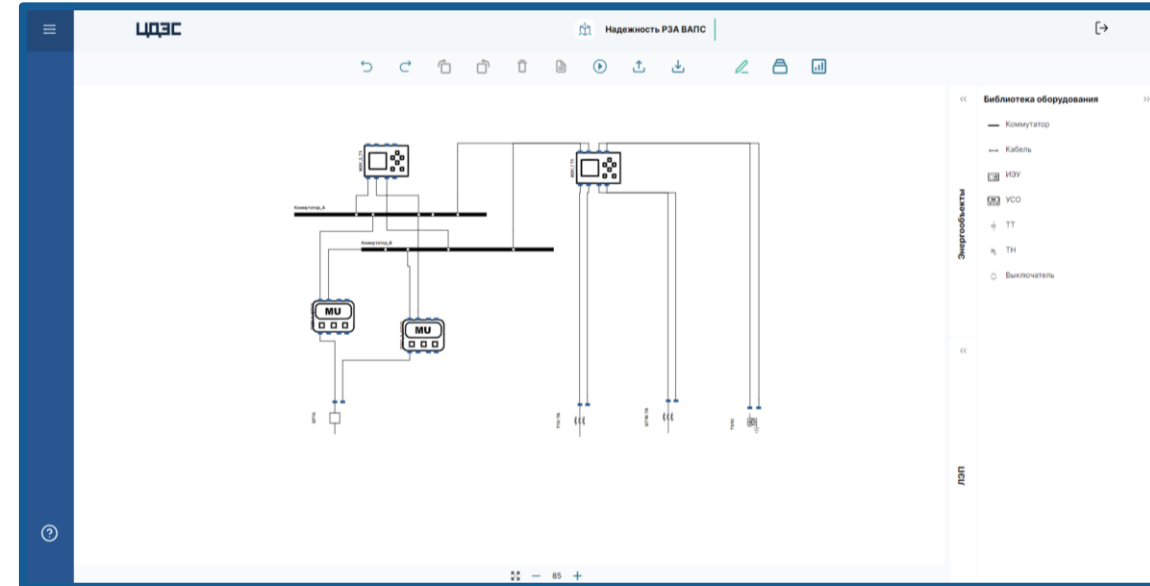 ЦДЭС
Надежность РЗА ВАПС
Библиотека оборудования
Коммутатор
Кабель
ИЭУ
УСО
ТТ
ТН
Выключатель
Энергообъекты
ЛЭП
Коммутатор_А
Коммутатор_В
MU
MU
85